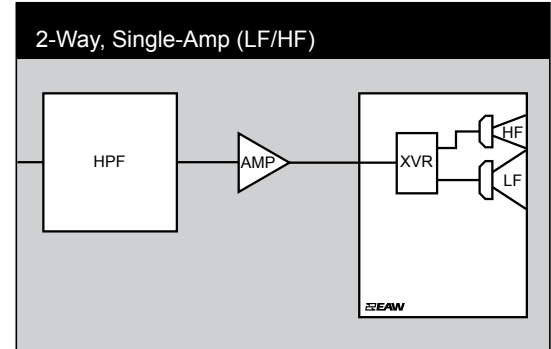 2-Way, Single-Amp (LF/HF)
HPF
AMP
XVR
HF
LF
EAW